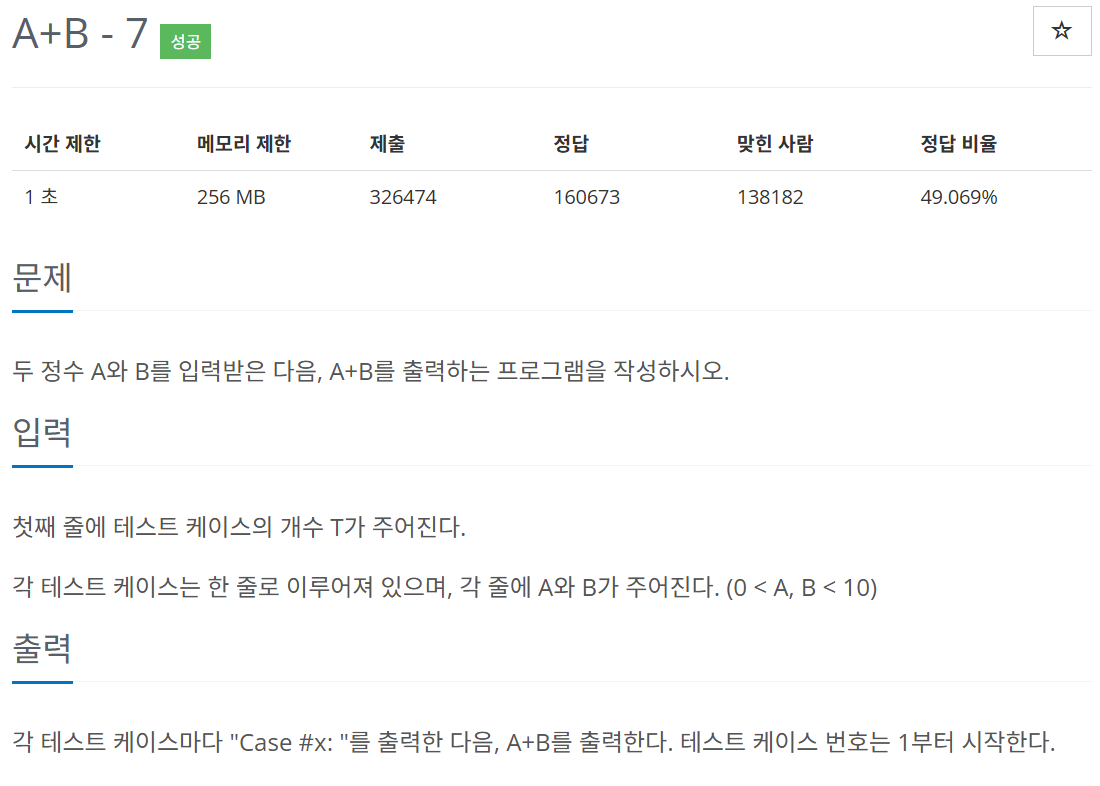 A+B - 7 성공
☆
시간 제한 메모리 제한 제출 정답 맞힌 사람 정답 비율
1 초 256 MB 326474 160673 138182 49.069%
문제
두 정수 A와 B를 입력받은 다음, A+B를 출력하는 프로그램을 작성하시오.
입력
첫째 줄에 테스트 케이스의 개수 T가 주어진다.
각 테스트 케이스는 한 줄로 이루어져 있으며, 각 줄에 A와 B가 주어진다. (0 < A, B < 10)
출력
각 테스트 케이스마다 "Case #x: "를 출력한 다음, A+B를 출력한다. 테스트 케이스 번호는 1부터 시작한다.